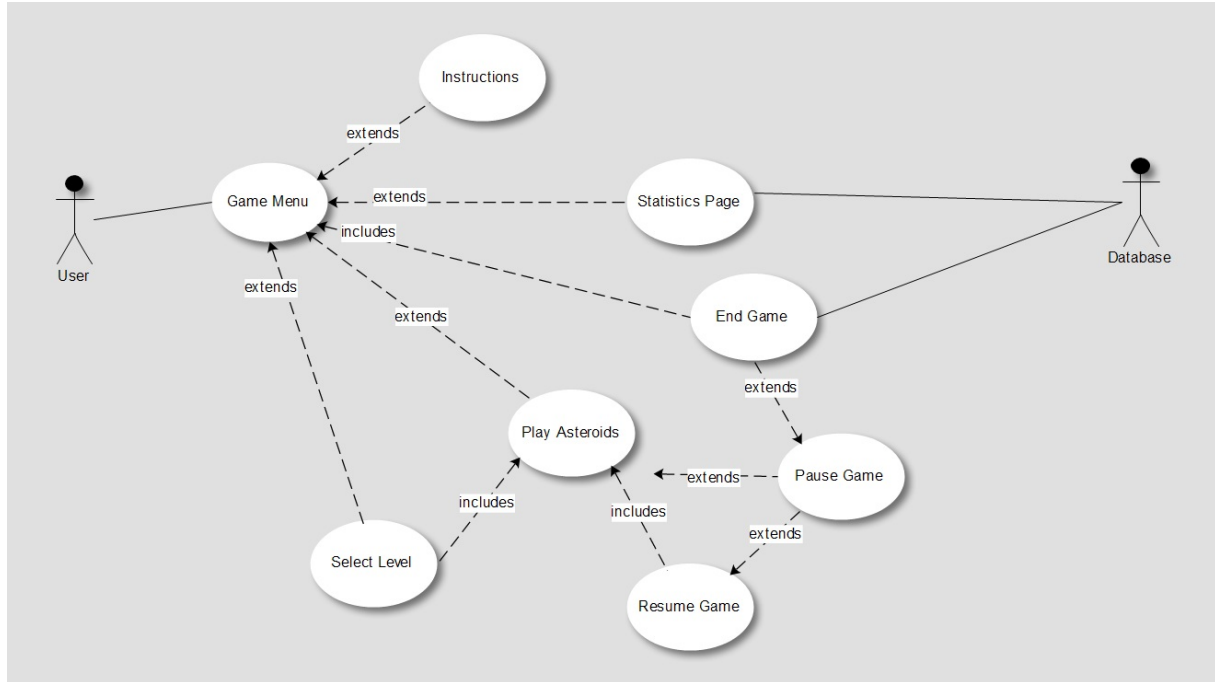 Instructions
extends
Game Menu
extends
Statistics Page
includes
User
Database
extends
extends
End Game
extends
Play Asteroids
extends
Pause Game
includes
includes
extends
Select Level
Resume Game